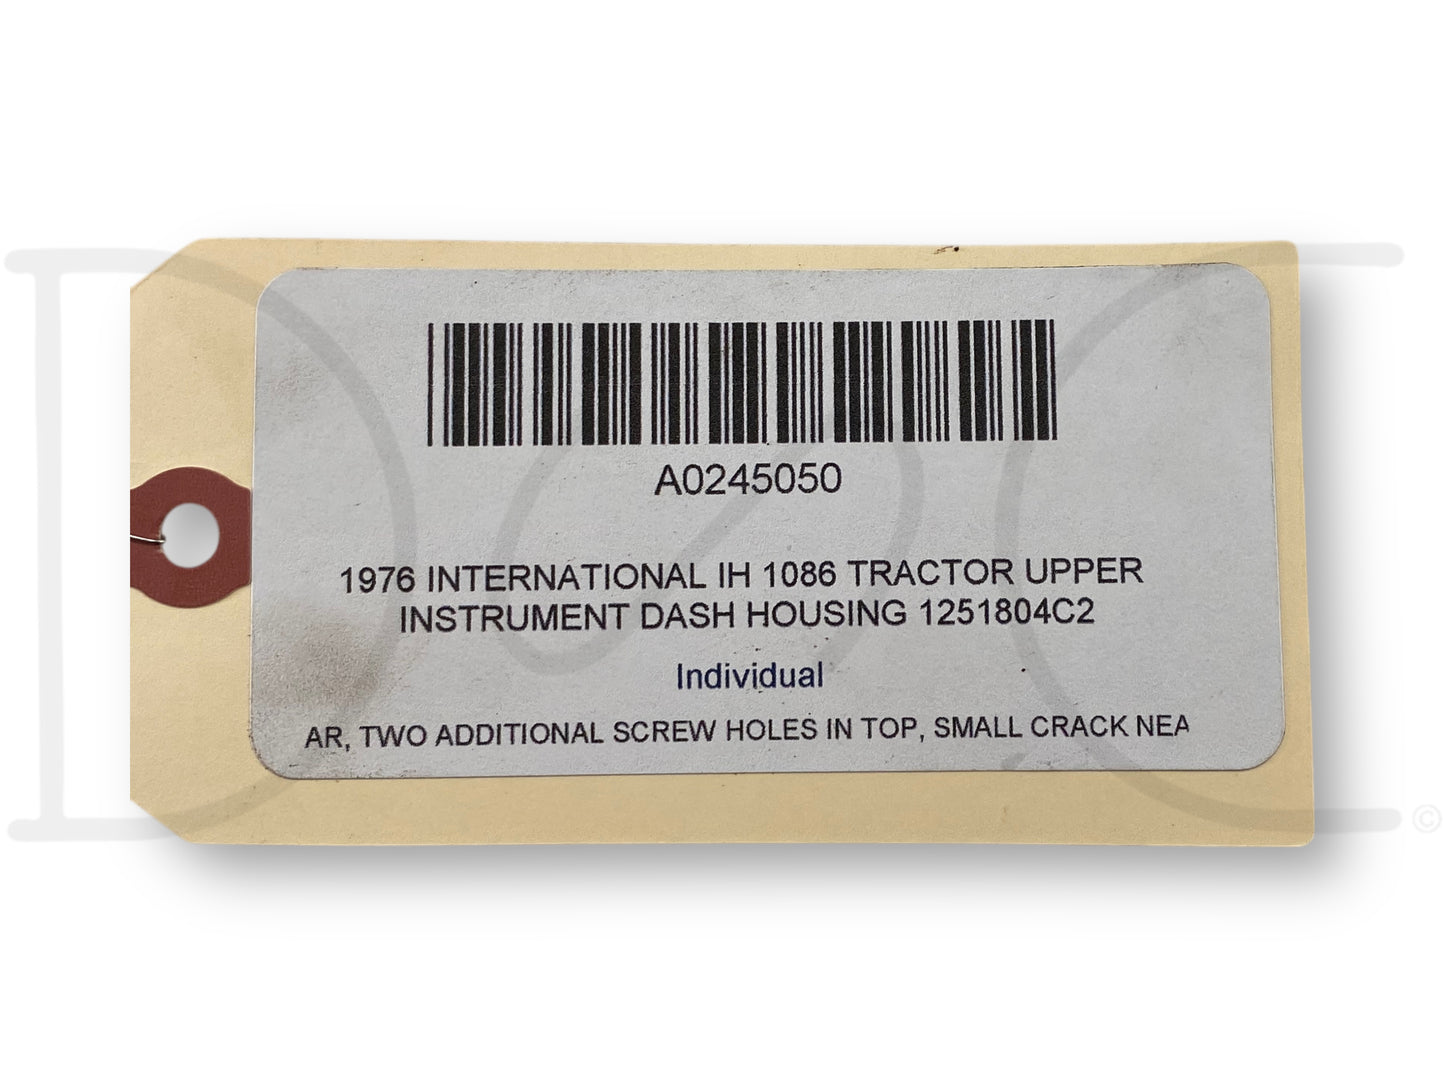 A0245050
1976 INTERNATIONAL IH 1086 TRACTOR UPPER
INSTRUMENT DASH HOUSING 1251804C2
Individual
AR, TWO ADDITIONAL SCREW HOLES IN TOP, SMALL CRACK NEA
©